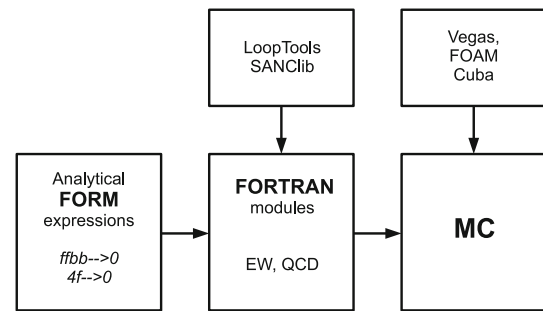 LoopTools
SANClib
Vegas,
FOAM
Cuba
Analytical
FORM
expressions
ffbb-->0
4f-->0
FORTRAN
modules
EW, QCD
MC